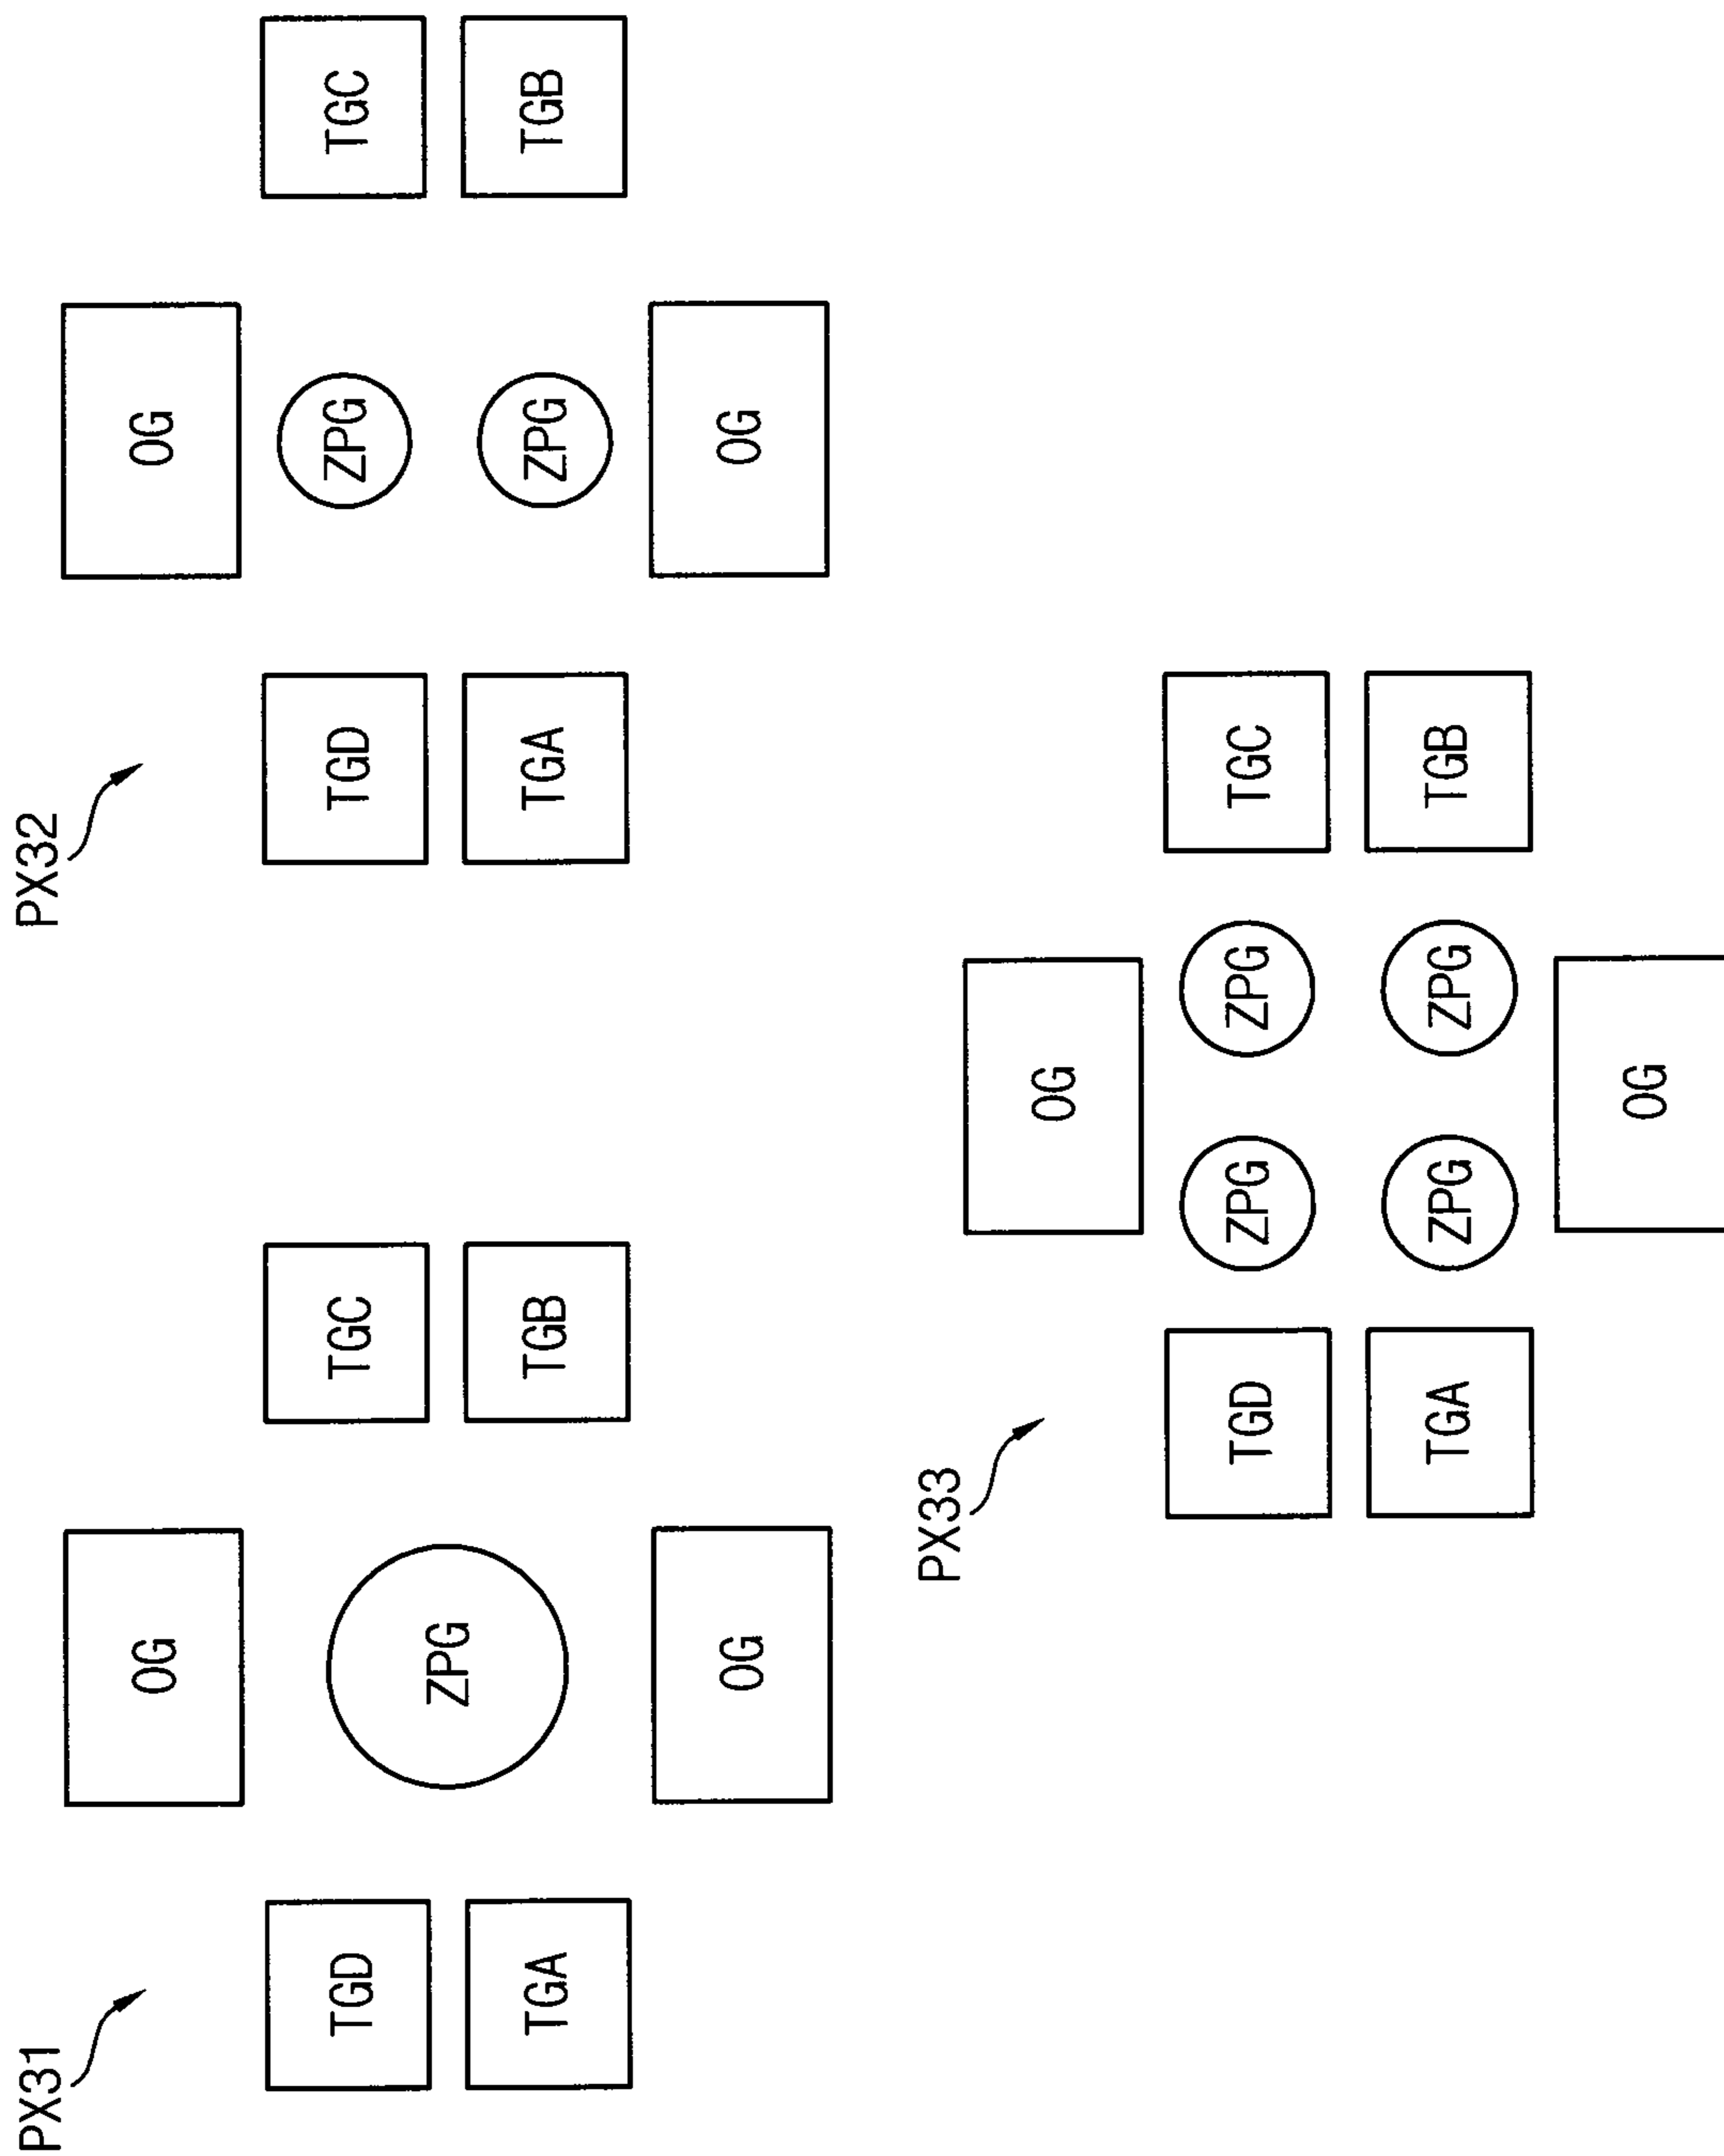 PX31
OG
TGD TGC
ZPG
TGA TGB
OG
PX32
OG
TGD ZPG TGC
TGA ZPG TGB
OG
PX33
OG
TGD ZPG ZPG TGC
TGA ZPG ZPG TGB
OG